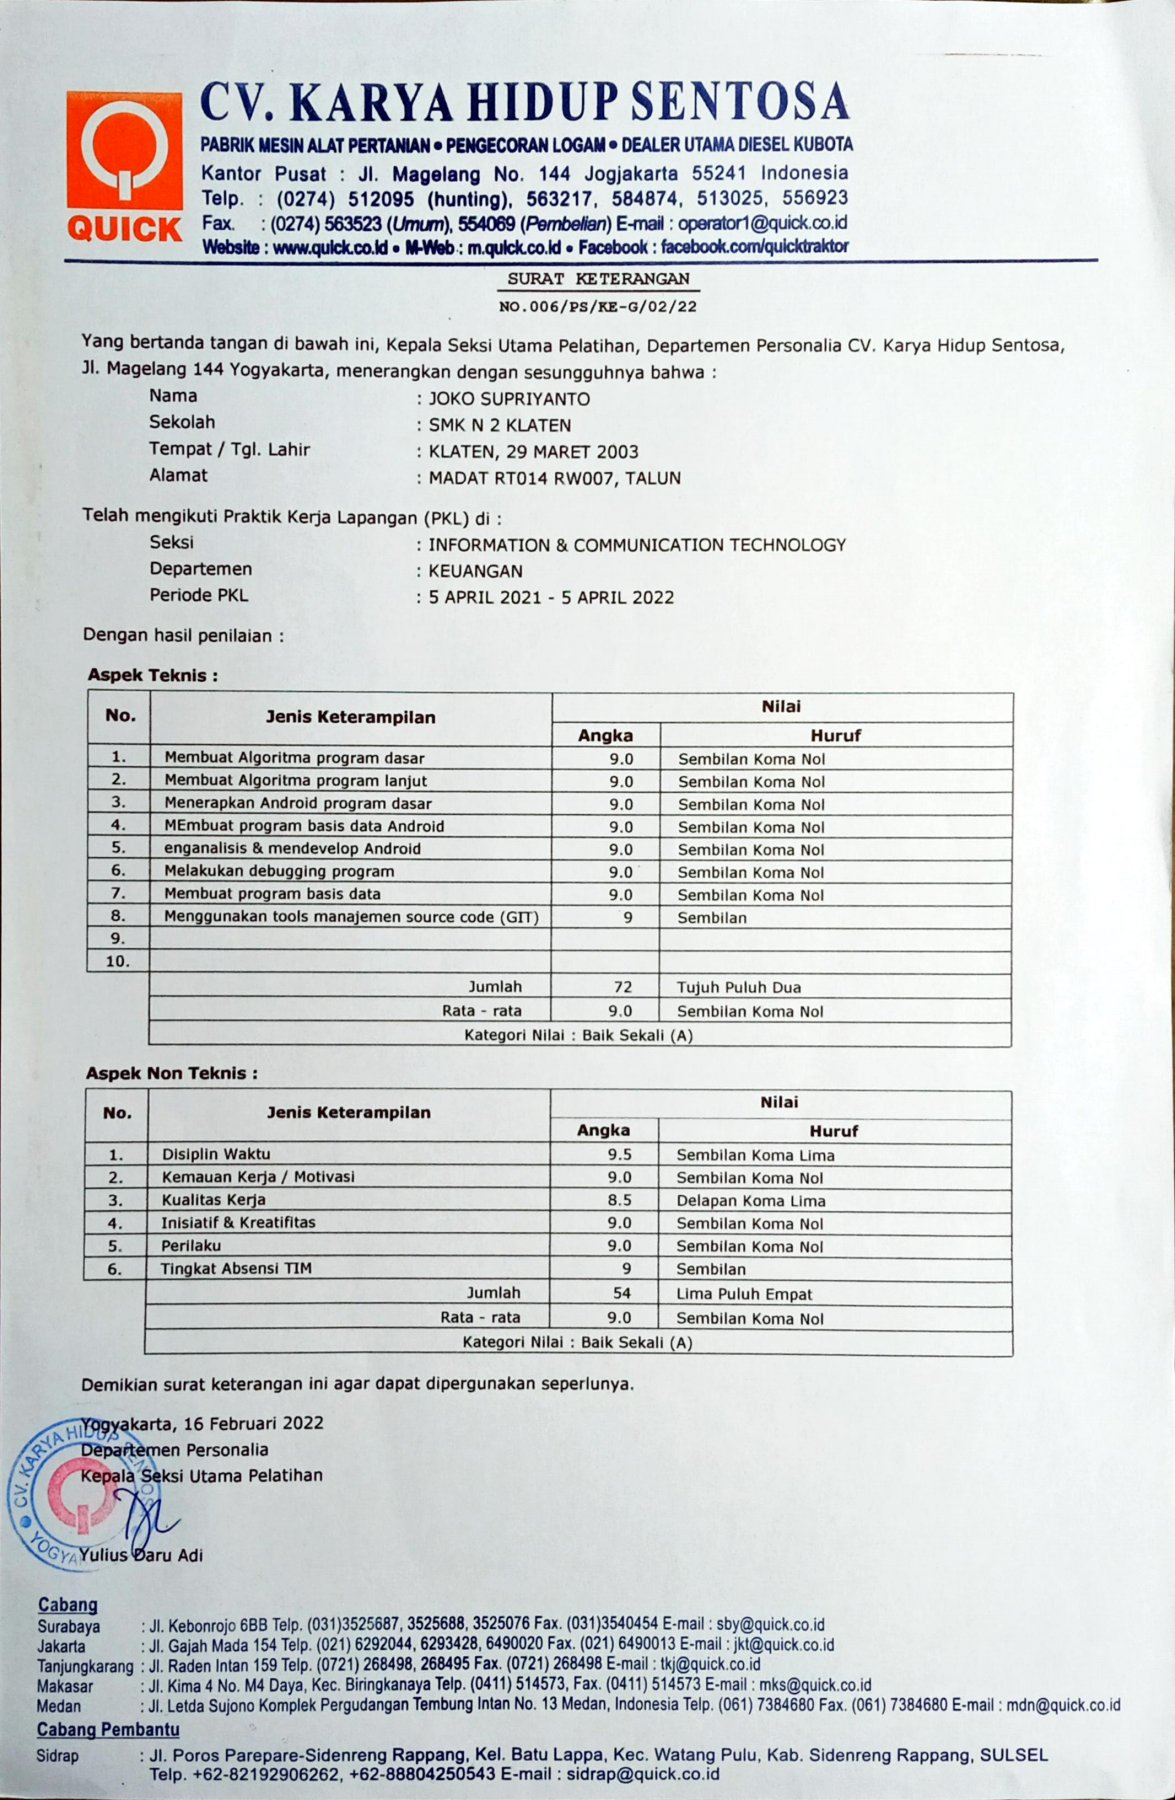 CV. KARYA HIDUP SENTOSA
PABRIK MESIN ALAT PERTANIAN • PENGECORAN LOGAM • DEALER UTAMA DIESEL KUBOTA
Kantor Pusat : Jl. Magelang No. 144 Jogjakarta 55241 Indonesia
Telp. : (0274) 512095 (hunting), 563217, 584874, 513025, 556923
QUICK
Fax. : (0274) 563523 (Umum), 554069 (Pembelian) E-mail : operator1@quick.co.id
Website : www.quick.co.id • M-Web : m.quick.co.id • Facebook : facebook.com/quicktraktor
SURAT KETERANGAN
NO.006/PS/KE-G/02/22
Yang bertanda tangan di bawah ini, Kepala Seksi Utama Pelatihan, Departemen Personalia CV. Karya Hidup Sentosa,
Jl. Magelang 144 Yogyakarta, menerangkan dengan sesungguhnya bahwa :
Nama : JOKO SUPRIYANTO
Sekolah : SMK N 2 KLATEN
Tempat / Tgl. Lahir : KLATEN, 29 MARET 2003
Alamat : MADAT RT014 RW007, TALUN
Telah mengikuti Praktik Kerja Lapangan (PKL) di :
Seksi : INFORMATION & COMMUNICATION TECHNOLOGY
Departemen : KEUANGAN
Periode PKL : 5 APRIL 2021 - 5 APRIL 2022
Dengan hasil penilaian :
Aspek Teknis :
No. Jenis Keterampilan Nilai
Angka Huruf
1. Membuat Algoritma program dasar 9.0 Sembilan Koma Nol
2. Membuat Algoritma program lanjut 9.0 Sembilan Koma Nol
3. Menerapkan Android program dasar 9.0 Sembilan Koma Nol
4. MEmbuat program basis data Android 9.0 Sembilan Koma Nol
5. enganalisis & mendevelop Android 9.0 Sembilan Koma Nol
6. Melakukan debugging program 9.0 Sembilan Koma Nol
7. Membuat program basis data 9.0 Sembilan Koma Nol
8. Menggunakan tools manajemen source code (GIT) 9 Sembilan
9.
10.
Jumlah 72 Tujuh Puluh Dua
Rata - rata 9.0 Sembilan Koma Nol
Kategori Nilai : Baik Sekali (A)
Aspek Non Teknis :
No. Jenis Keterampilan Nilai
Angka Huruf
1. Disiplin Waktu 9.5 Sembilan Koma Lima
2. Kemauan Kerja / Motivasi 9.0 Sembilan Koma Nol
3. Kualitas Kerja 8.5 Delapan Koma Lima
4. Inisiatif & Kreatifitas 9.0 Sembilan Koma Nol
5. Perilaku 9.0 Sembilan Koma Nol
6. Tingkat Absensi TIM 9 Sembilan
Jumlah 54 Lima Puluh Empat
Rata - rata 9.0 Sembilan Koma Nol
Kategori Nilai : Baik Sekali (A)
Demikian surat keterangan ini agar dapat dipergunakan seperlunya.
Yogyakarta, 16 Februari 2022
Departemen Personalia
Kepala Seksi Utama Pelatihan
CV. KARYA HIDUP
Yulius Daru Adi
Cabang
Surabaya : Jl. Kebonrojo 6BB Telp. (031)3525687, 3525688, 3525076 Fax. (031)3540454 E-mail : sby@quick.co.id
Jakarta : Jl. Gajah Mada 154 Telp. (021) 6292044, 6293428, 6490020 Fax. (021) 6490013 E-mail : jkt@quick.co.id
Tanjungkarang : Jl. Raden Intan 159 Telp. (0721) 268498, 268495 Fax. (0721) 268498 E-mail : tkj@quick.co.id
Makasar : Jl. Kima 4 No. M4 Daya, Kec. Biringkanaya Telp. (0411) 514573, Fax. (0411) 514573 E-mail : mks@quick.co.id
Medan : Jl. Letda Sujono Komplek Pergudangan Tembung Intan No. 13 Medan, Indonesia Telp. (061) 7384680 Fax. (061) 7384680 E-mail : mdn@quick.co.id
Cabang Pembantu
Sidrap : Jl. Poros Parepare-Sidenreng Rappang, Kel. Batu Lappa, Kec. Watang Pulu, Kab. Sidenreng Rappang, SULSEL
Telp. +62-82192906262, +62-88804250543 E-mail : sidrap@quick.co.id